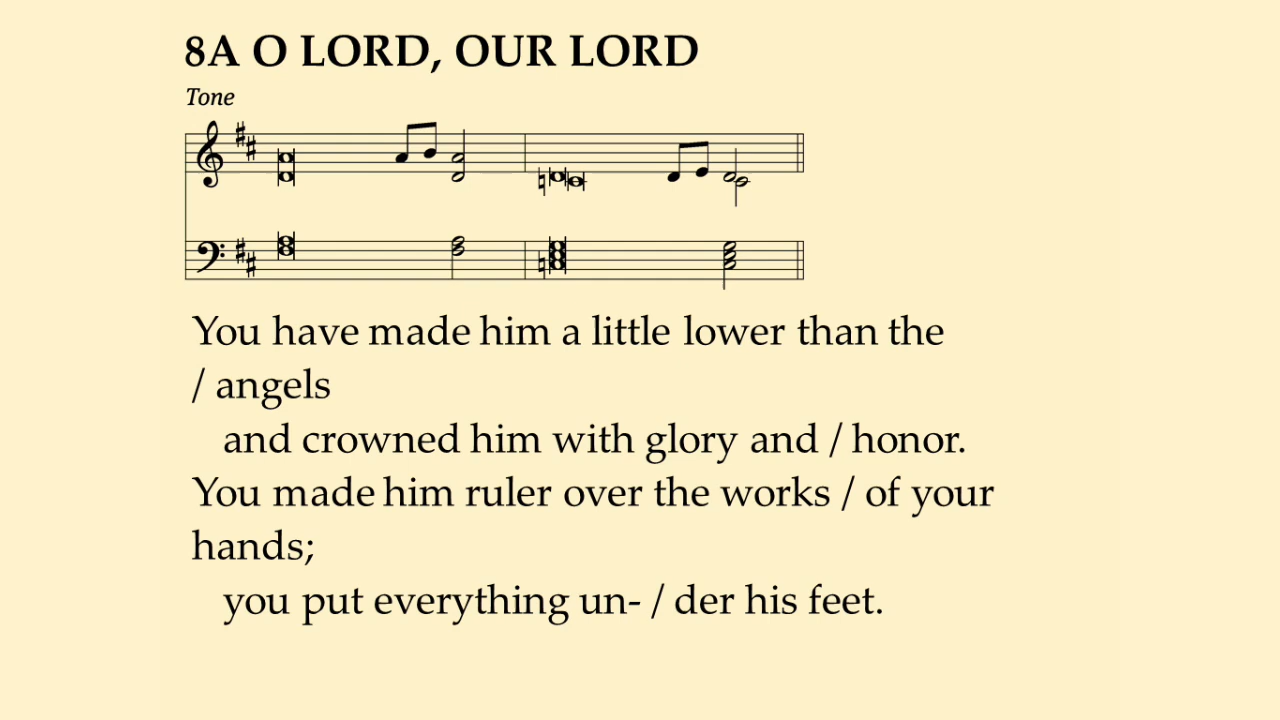 8A O LORD, OUR LORD
Tone
You have made him a little lower than the
/ angels
and crowned him with glory and / honor.
You made him ruler over the works / of your
hands;
you put everything un- / der his feet.